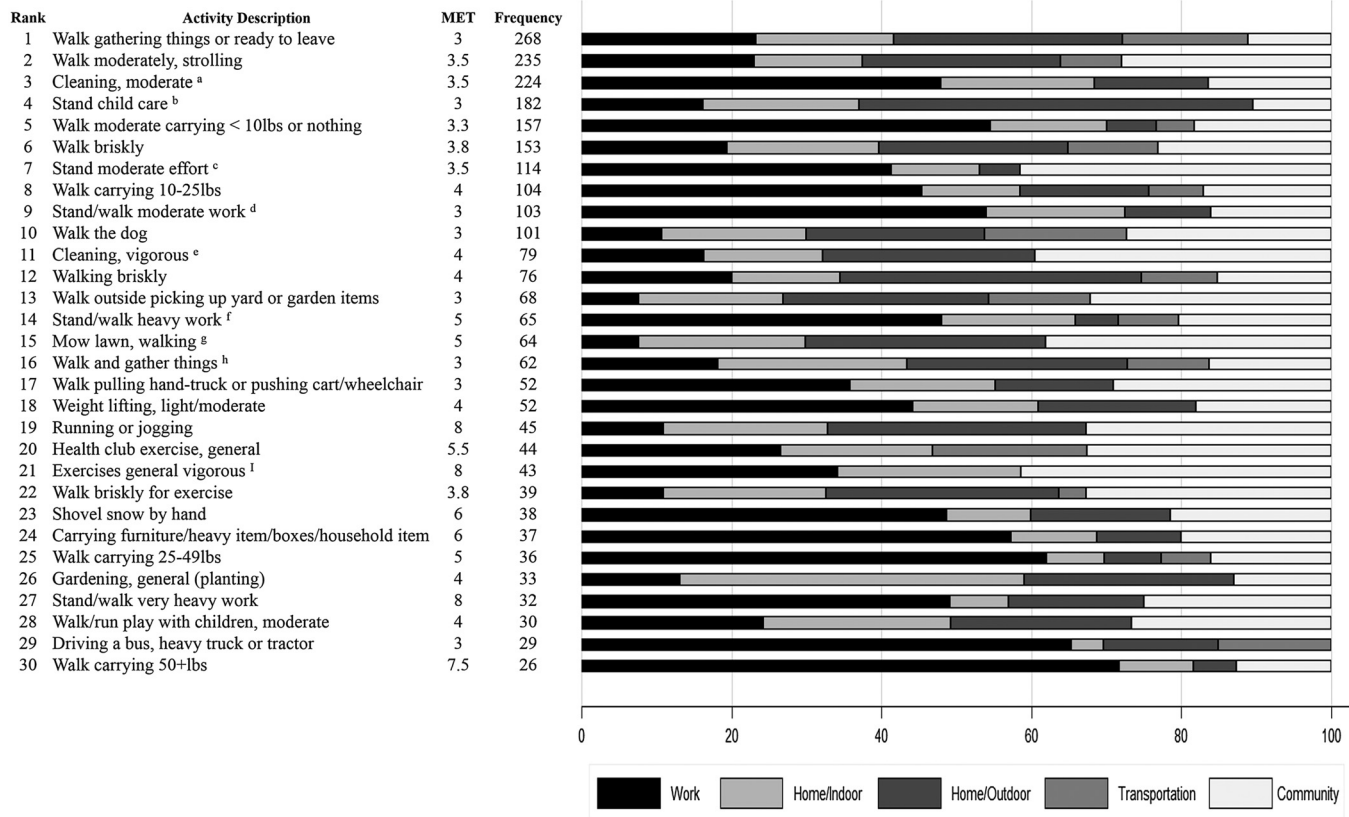 Rank Activity Description MET Frequency
1 Walk gathering things or ready to leave 3 268
2 Walk moderately, strolling 3.5 235
3 Cleaning, moderate ᵃ 3.5 224
4 Stand child care ᵇ 3 182
5 Walk moderate carrying < 10lbs or nothing 3.3 157
6 Walk briskly 3.8 153
7 Stand moderate effort ᶜ 3.5 114
8 Walk carrying 10-25lbs 4 104
9 Stand/walk moderate work ᵈ 3 103
10 Walk the dog 3 101
11 Cleaning, vigorous ᵉ 4 79
12 Walking briskly 4 76
13 Walk outside picking up yard or garden items 3 68
14 Stand/walk heavy work ᶠ 5 65
15 Mow lawn, walking ᵍ 5 64
16 Walk and gather things ʰ 3 62
17 Walk pulling hand-truck or pushing cart/wheelchair 3 52
18 Weight lifting, light/moderate 4 52
19 Running or jogging 8 45
20 Health club exercise, general 5.5 44
21 Exercises general vigorous ᴵ 8 43
22 Walk briskly for exercise 3.8 39
23 Shovel snow by hand 6 38
24 Carrying furniture/heavy item/boxes/household item 6 37
25 Walk carrying 25-49lbs 5 36
26 Gardening, general (planting) 4 33
27 Stand/walk very heavy work 8 32
28 Walk/run play with children, moderate 4 30
29 Driving a bus, heavy truck or tractor 3 29
30 Walk carrying 50+lbs 7.5 26
0 20 40 60 80 100
Work Home/Indoor Home/Outdoor Transportation Community